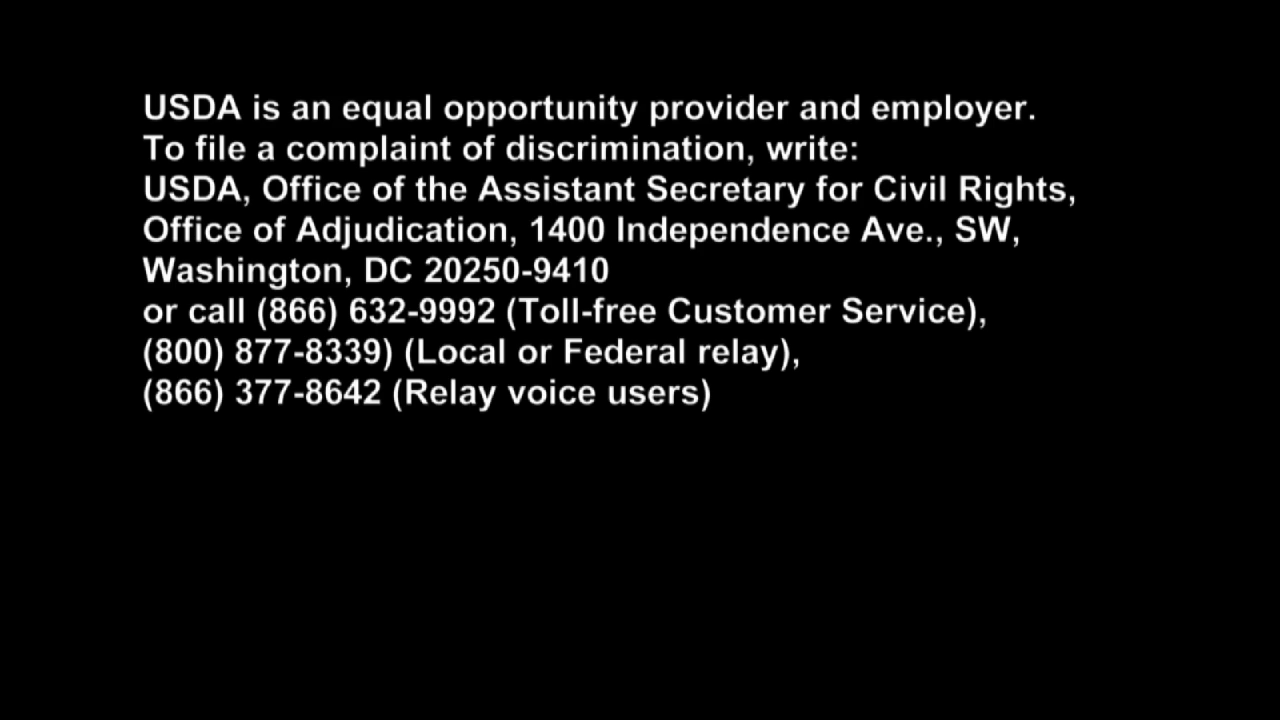 USDA is an equal opportunity provider and employer.
To file a complaint of discrimination, write:
USDA, Office of the Assistant Secretary for Civil Rights,
Office of Adjudication, 1400 Independence Ave., SW,
Washington, DC 20250-9410
or call (866) 632-9992 (Toll-free Customer Service),
(800) 877-8339) (Local or Federal relay),
(866) 377-8642 (Relay voice users)